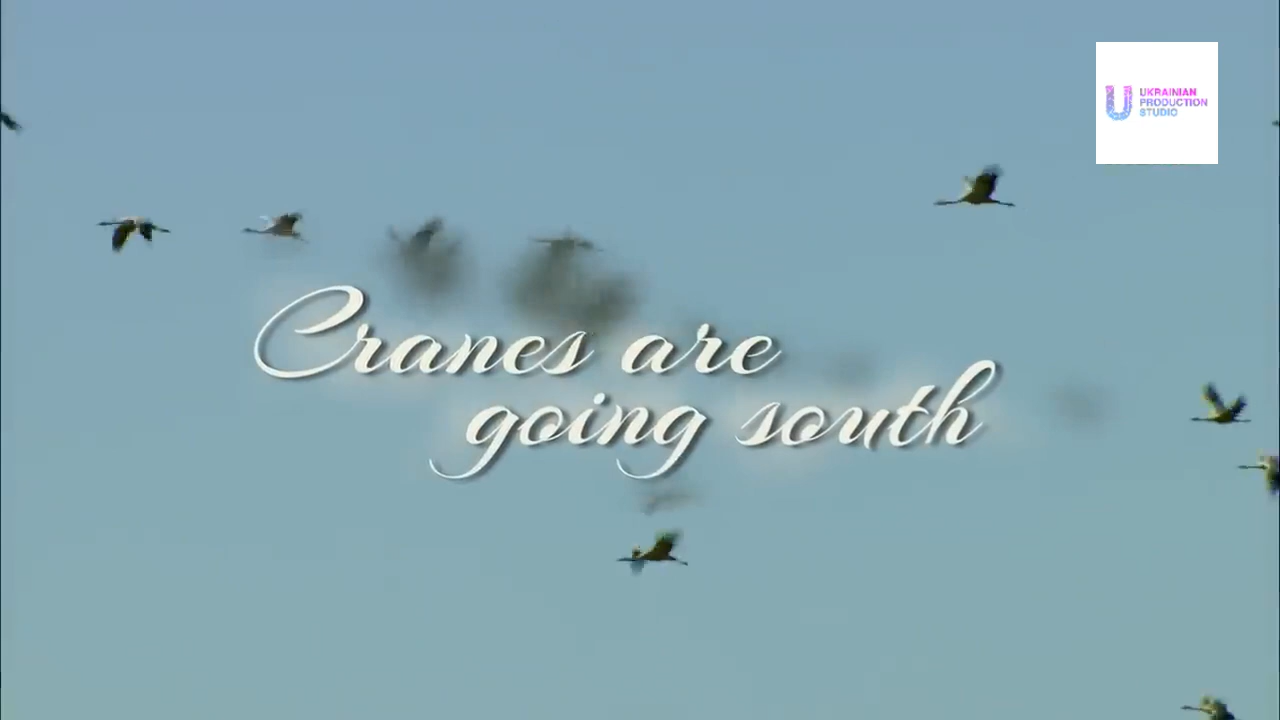 UKRAINIAN
PRODUCTION
STUDIO
Cranes are
going south